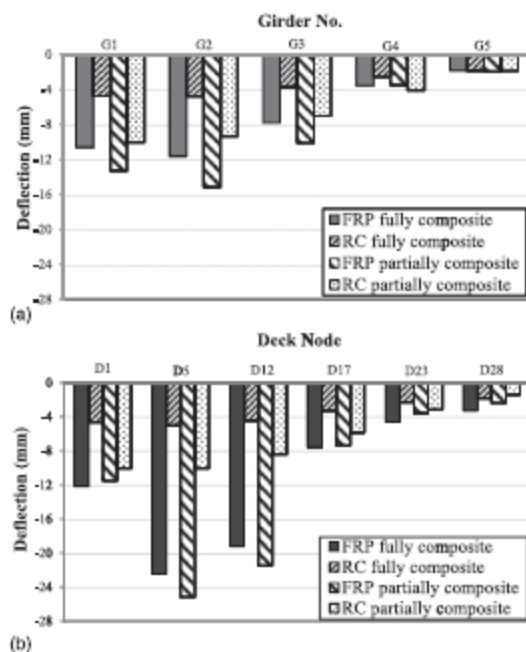 Girder No.
G1 G2 G3 G4 G5
0
-4
-8
-12
-16
-20
-24
-28
Deflection (mm)
FRP fully composite
RC fully composite
FRP partially composite
RC partially composite
(a)
Deck Node
D1 D5 D12 D17 D23 D28
0
-4
-8
-12
-16
-20
-24
-28
Deflection (mm)
FRP fully composite
RC fully composite
FRP partially composite
RC partially composite
(b)